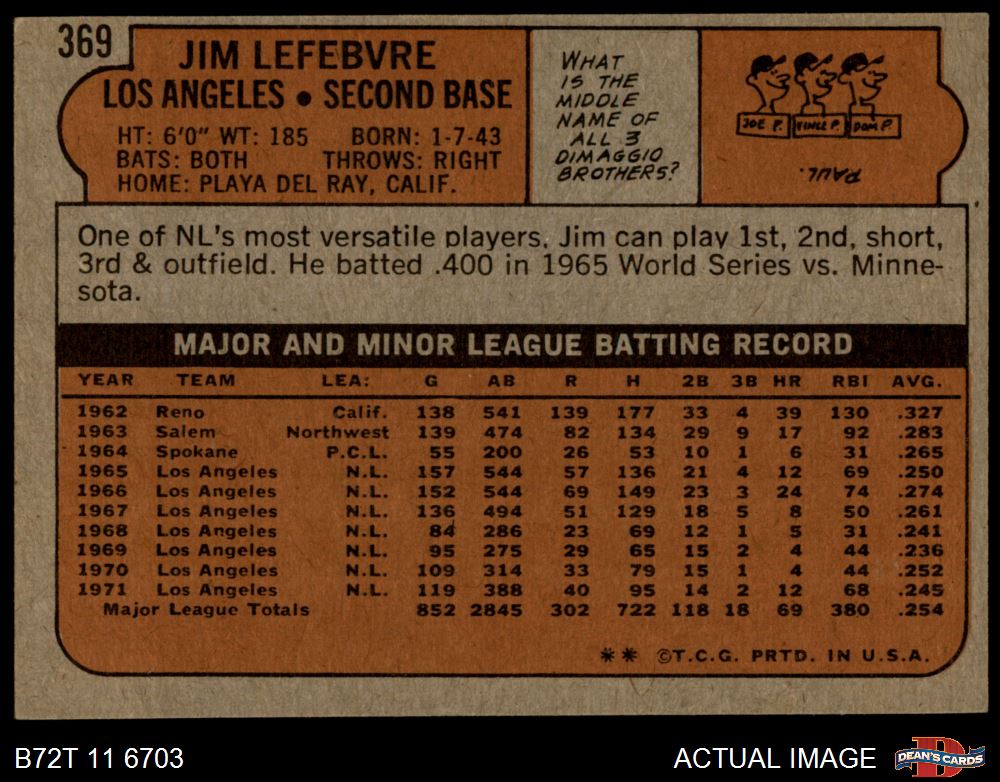 369
JIM LEFEBVRE
LOS ANGELES • SECOND BASE
HT: 6'0" WT: 185 BORN: 1-7-43
BATS: BOTH THROWS: RIGHT
HOME: PLAYA DEL RAY, CALIF.
WHAT
IS THE
MIDDLE
NAME OF
ALL 3
DIMAGGIO
BROTHERS?
JOE P. VINCE P. DOM P.
PAUL.
One of NL's most versatile players, Jim can play 1st, 2nd, short,
3rd & outfield. He batted .400 in 1965 World Series vs. Minne-
sota.
MAJOR AND MINOR LEAGUE BATTING RECORD
YEAR TEAM LEA: G AB R H 2B 3B HR RBI AVG.
1962 Reno Calif. 138 541 139 177 33 4 39 130 .327
1963 Salem Northwest 139 474 82 134 29 9 17 92 .283
1964 Spokane P.C.L. 55 200 26 53 10 1 6 31 .265
1965 Los Angeles N.L. 157 544 57 136 21 4 12 69 .250
1966 Los Angeles N.L. 152 544 69 149 23 3 24 74 .274
1967 Los Angeles N.L. 136 494 51 129 18 5 8 50 .261
1968 Los Angeles N.L. 84 286 23 69 12 1 5 31 .241
1969 Los Angeles N.L. 95 275 29 65 15 2 4 44 .236
1970 Los Angeles N.L. 109 314 33 79 15 1 4 44 .252
1971 Los Angeles N.L. 119 388 40 95 14 2 12 68 .245
Major League Totals 852 2845 302 722 118 18 69 380 .254
** ©T.C.G. PRTD. IN U.S.A.
B72T 11 6703
ACTUAL IMAGE
D
DEAN'S CARDS